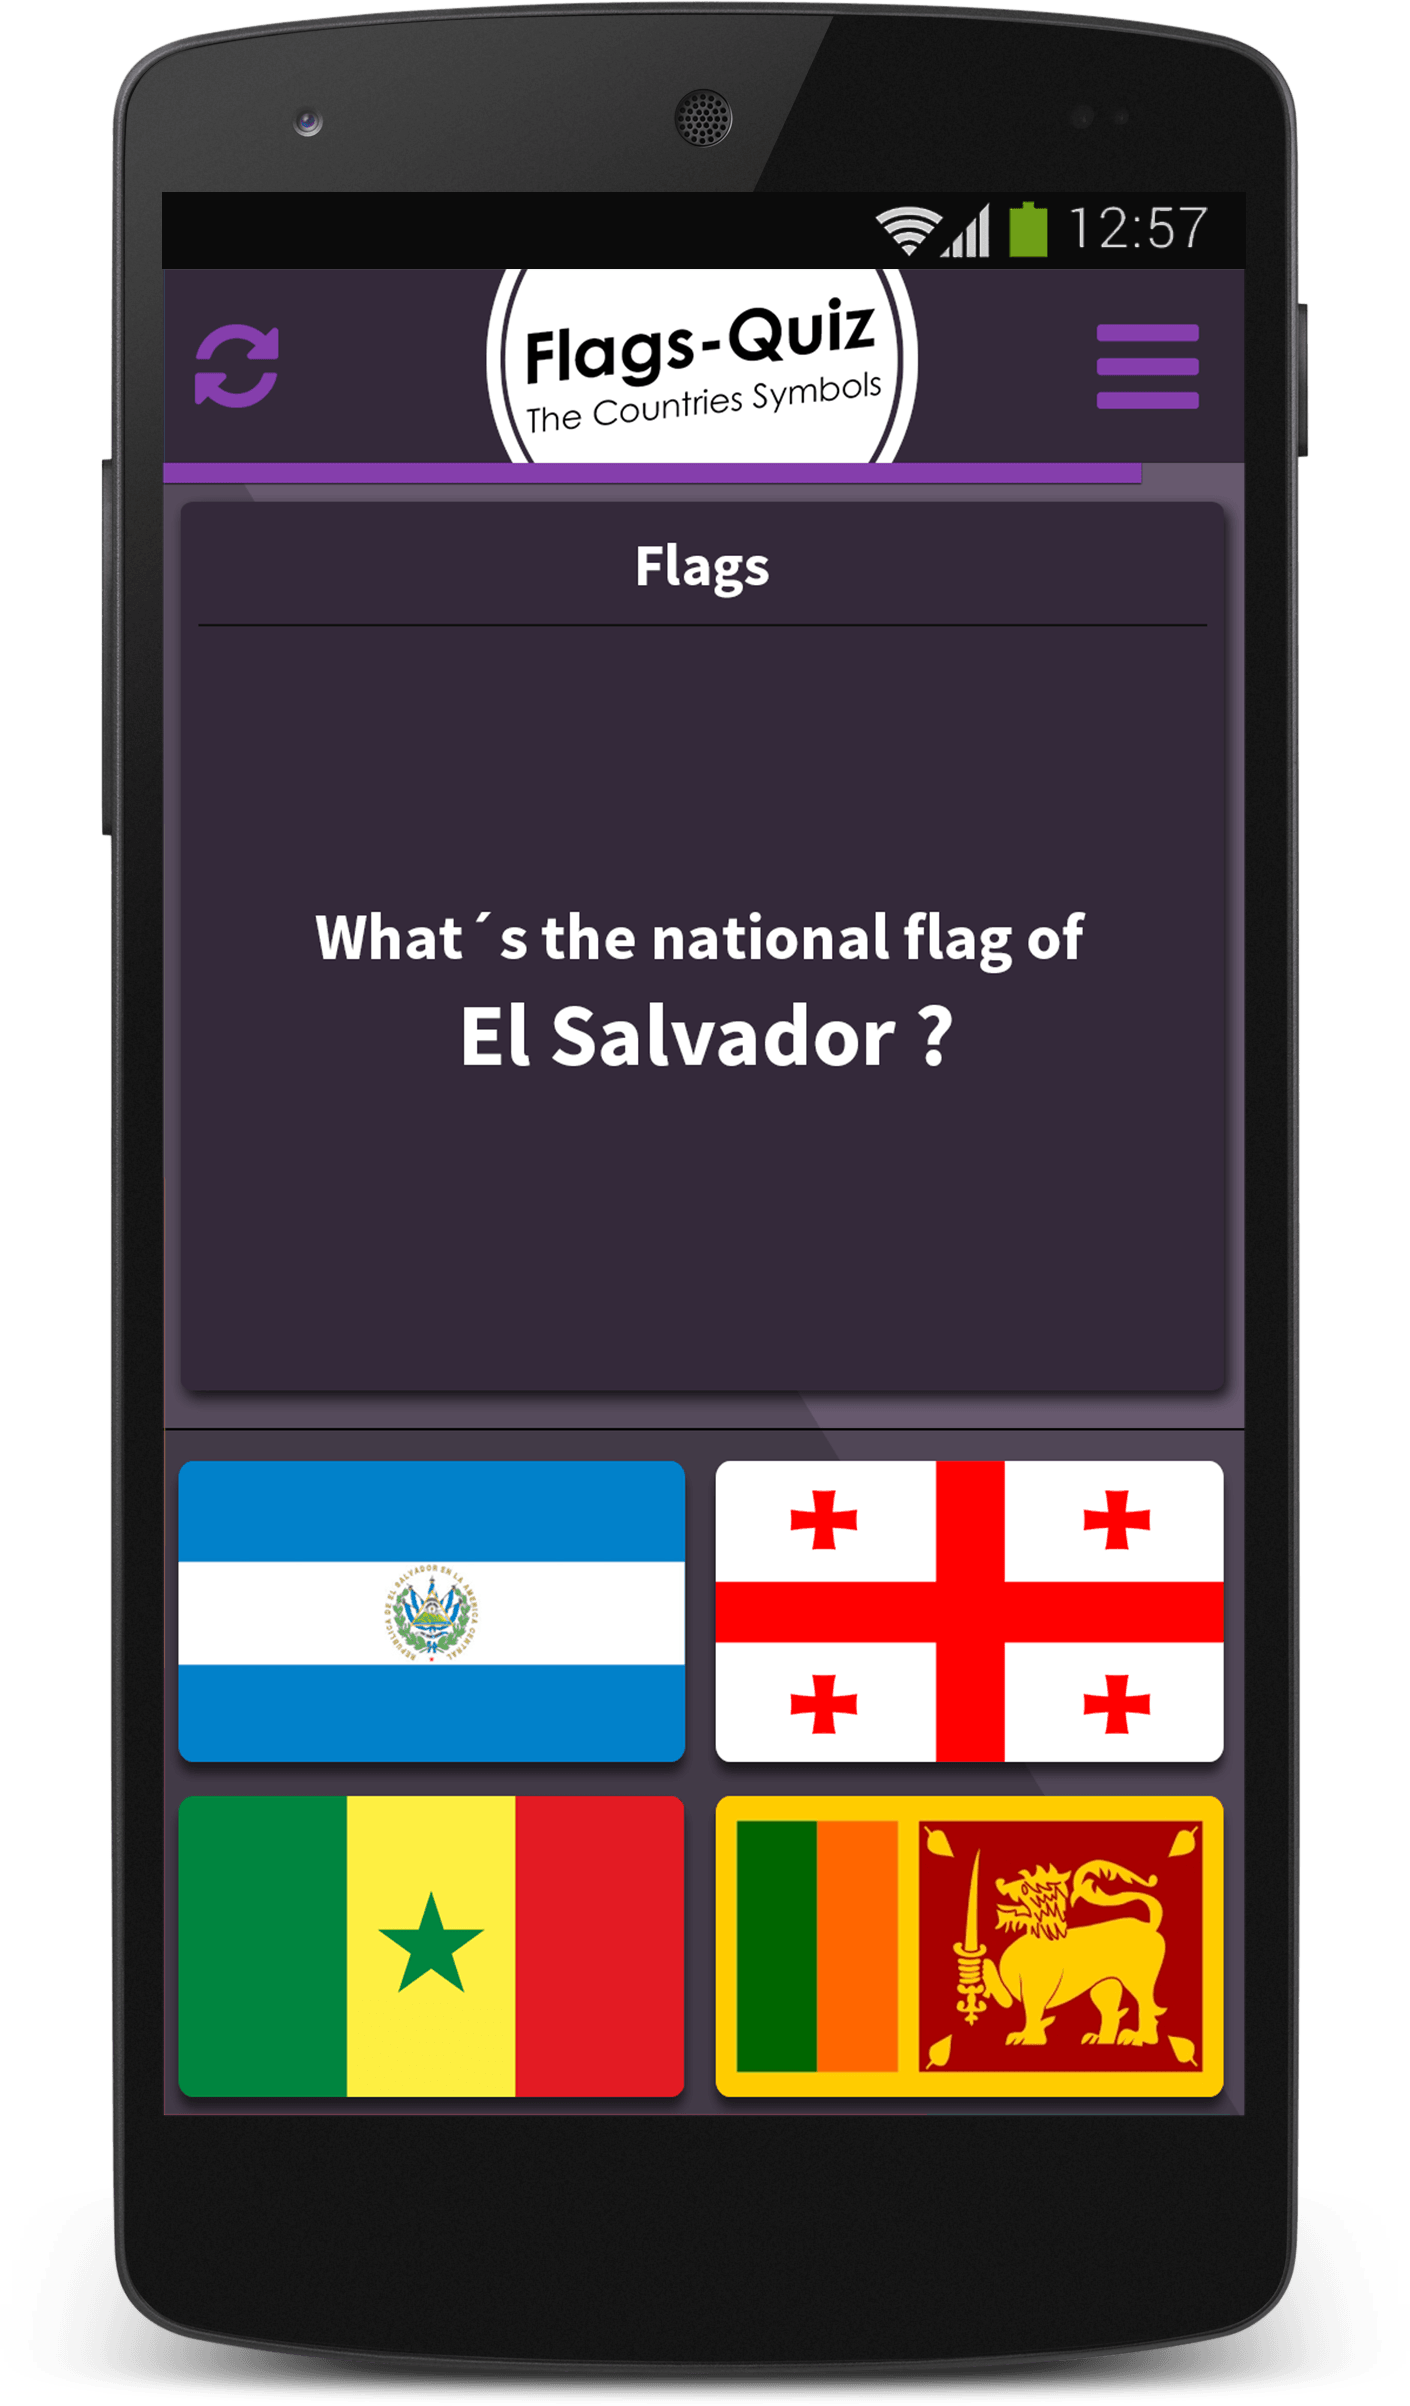 12:57
Flags-Quiz
The Countries Symbols
Flags
What´s the national flag of
El Salvador ?
REPUBLICA DE EL SALVADOR EN LA AMERICA CENTRAL